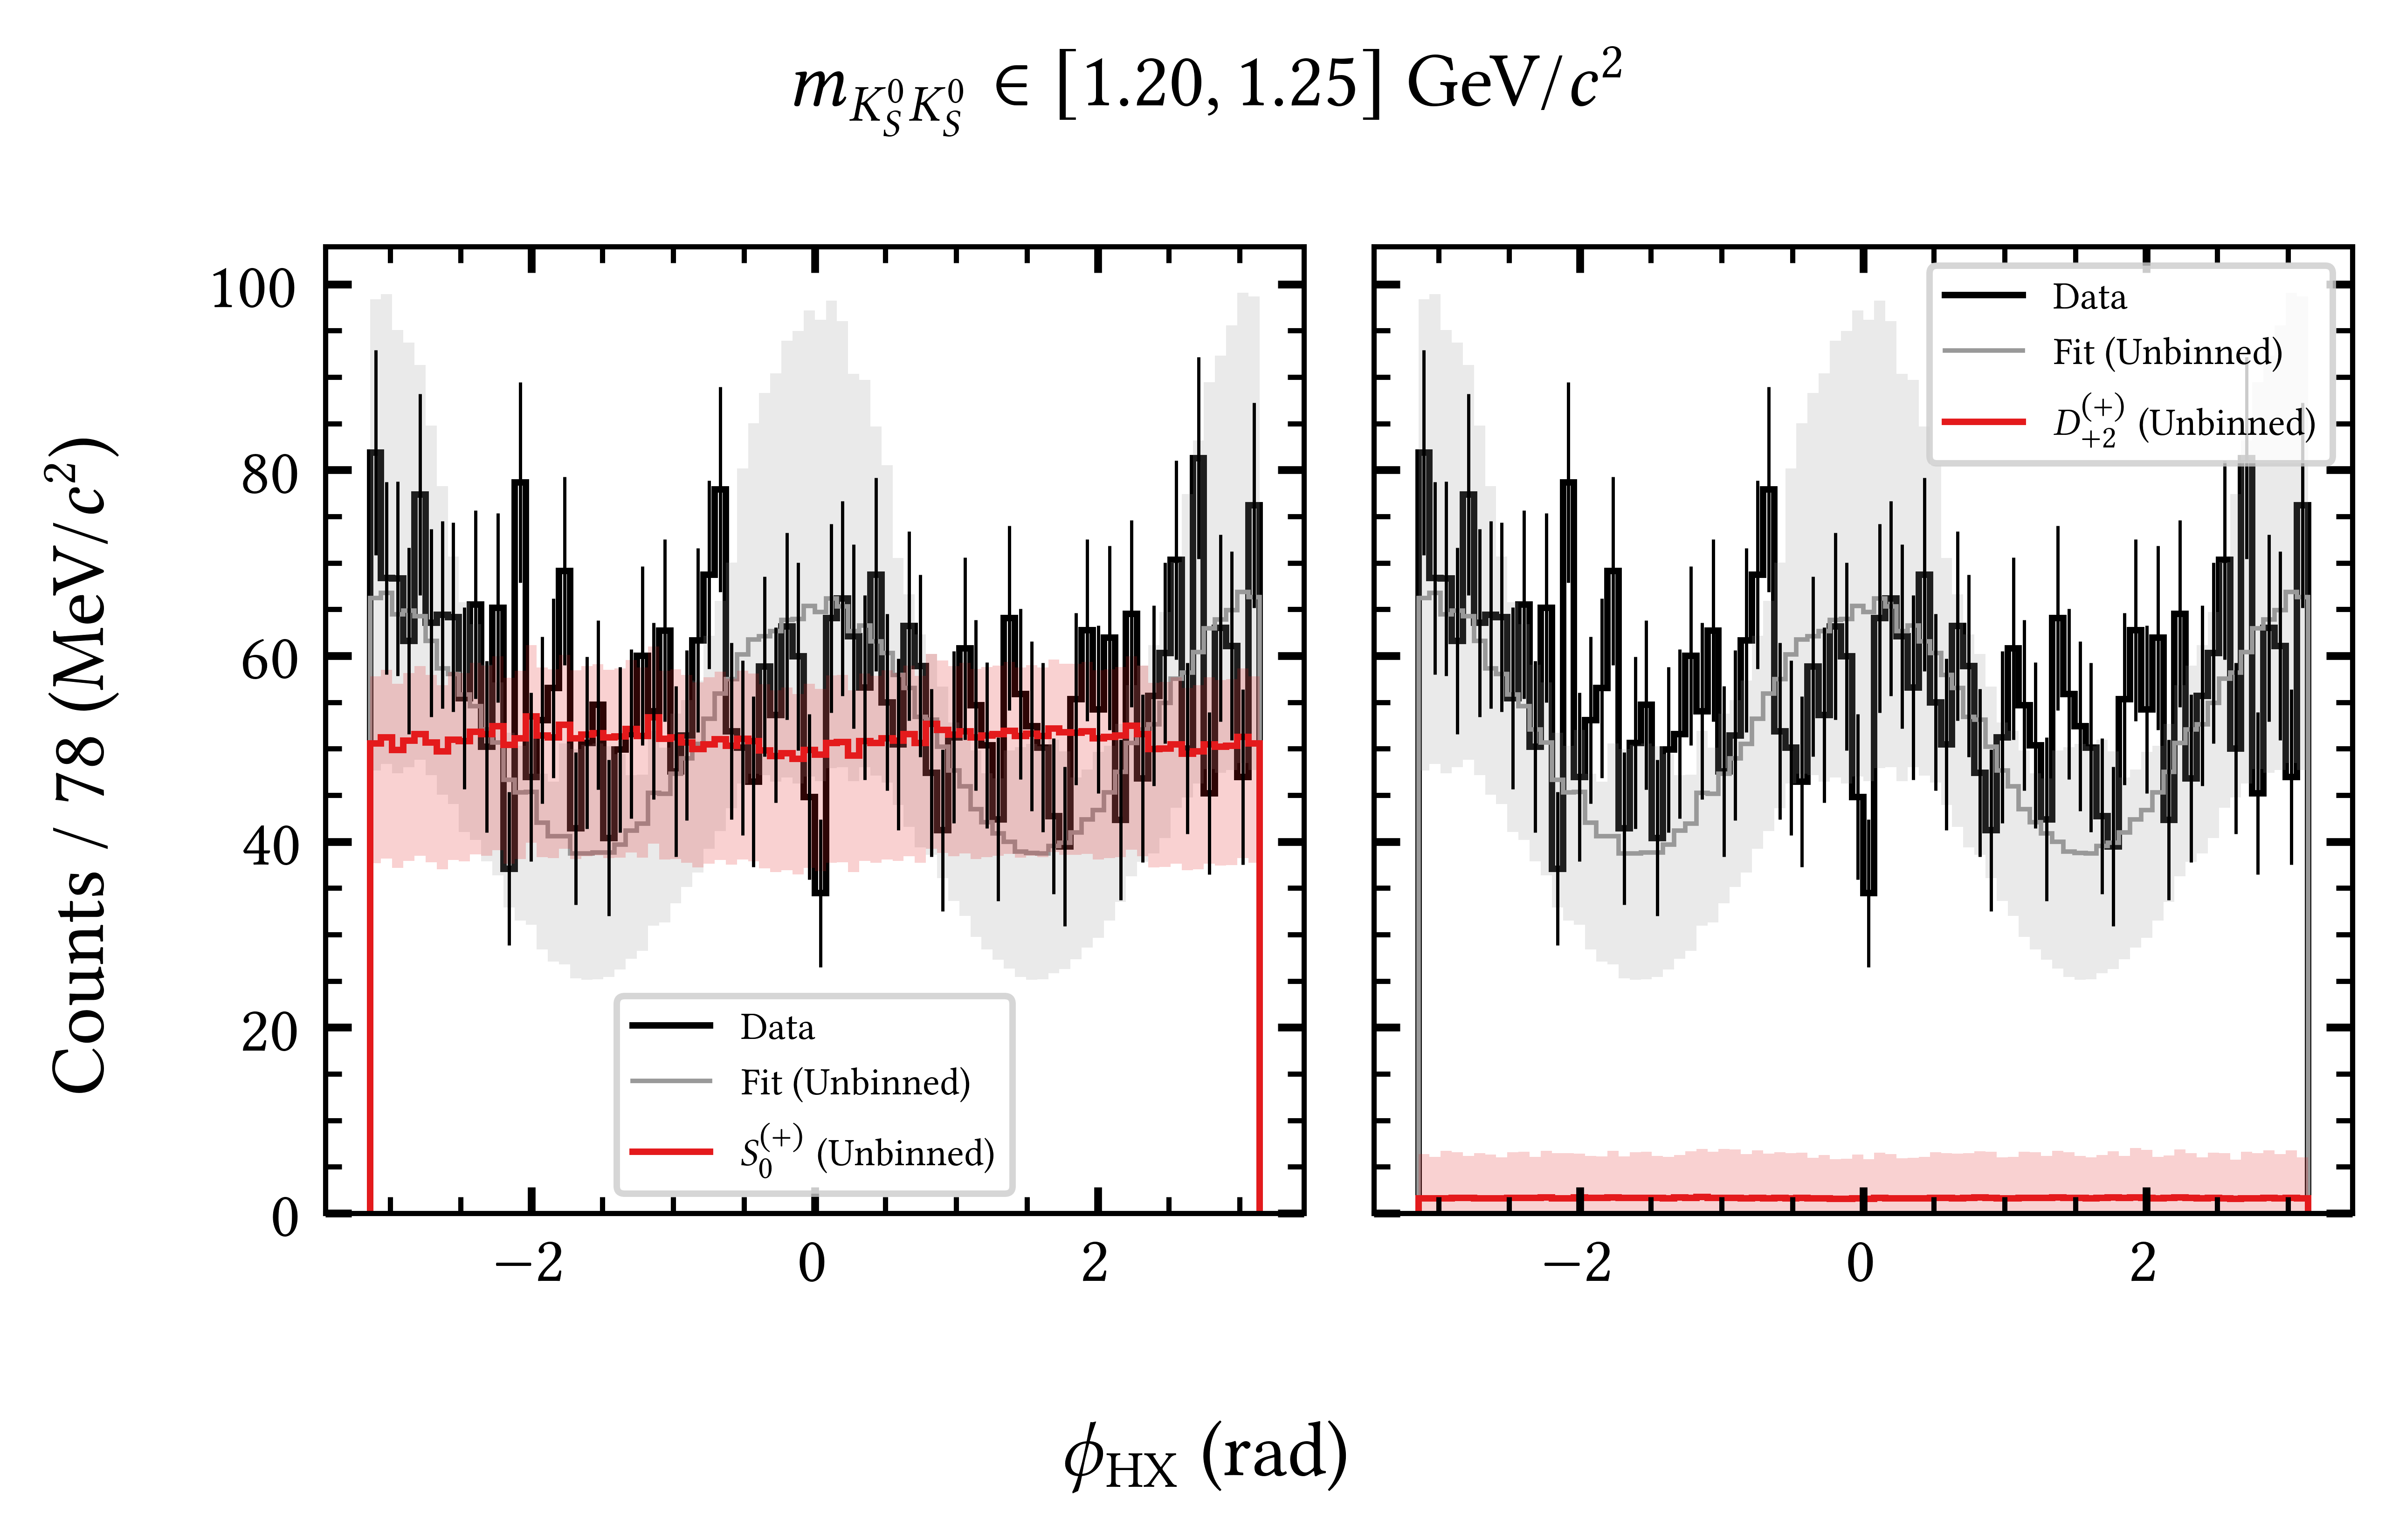 m_{K_S^0 K_S^0} ∈ [1.20, 1.25] GeV/c²
Counts / 78 (MeV/c²)
100
80
60
40
20
0
Data
Fit (Unbinned)
S_0^{(+)} (Unbinned)
−2
0
2
Data
Fit (Unbinned)
D_{+2}^{(+)} (Unbinned)
−2
0
2
ϕ_{HX} (rad)